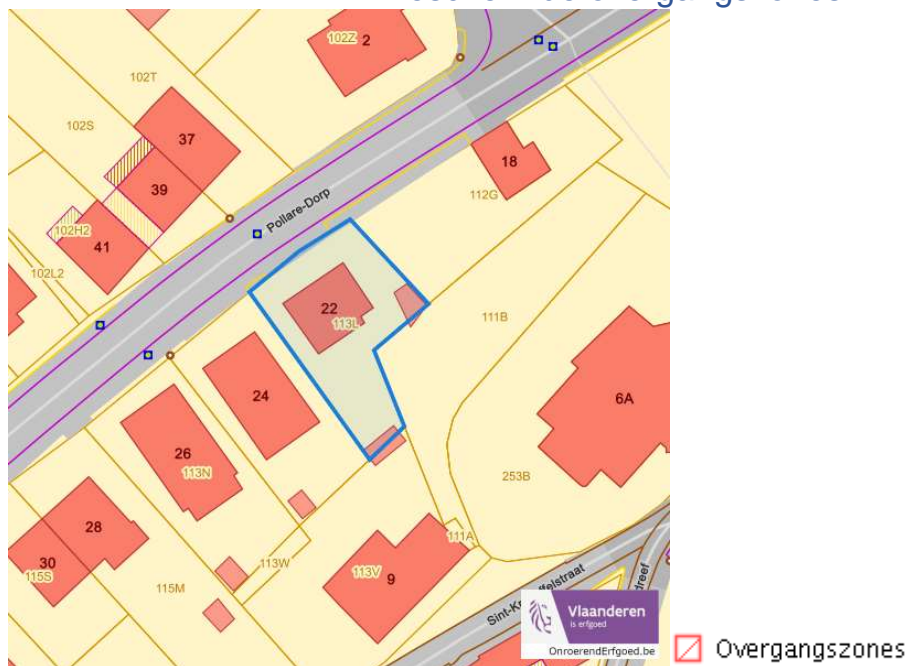 102Z
2
102T
102S
37
39
18
112G
Pollare-Dorp
102H2
41
102L2
22
113L
111B
24
6A
26
113N
253B
28
30
115S
115M
113W
113V
9
111A
Vlaanderen
is erfgoed
OnroerendErfgoed.be
Overgangszones